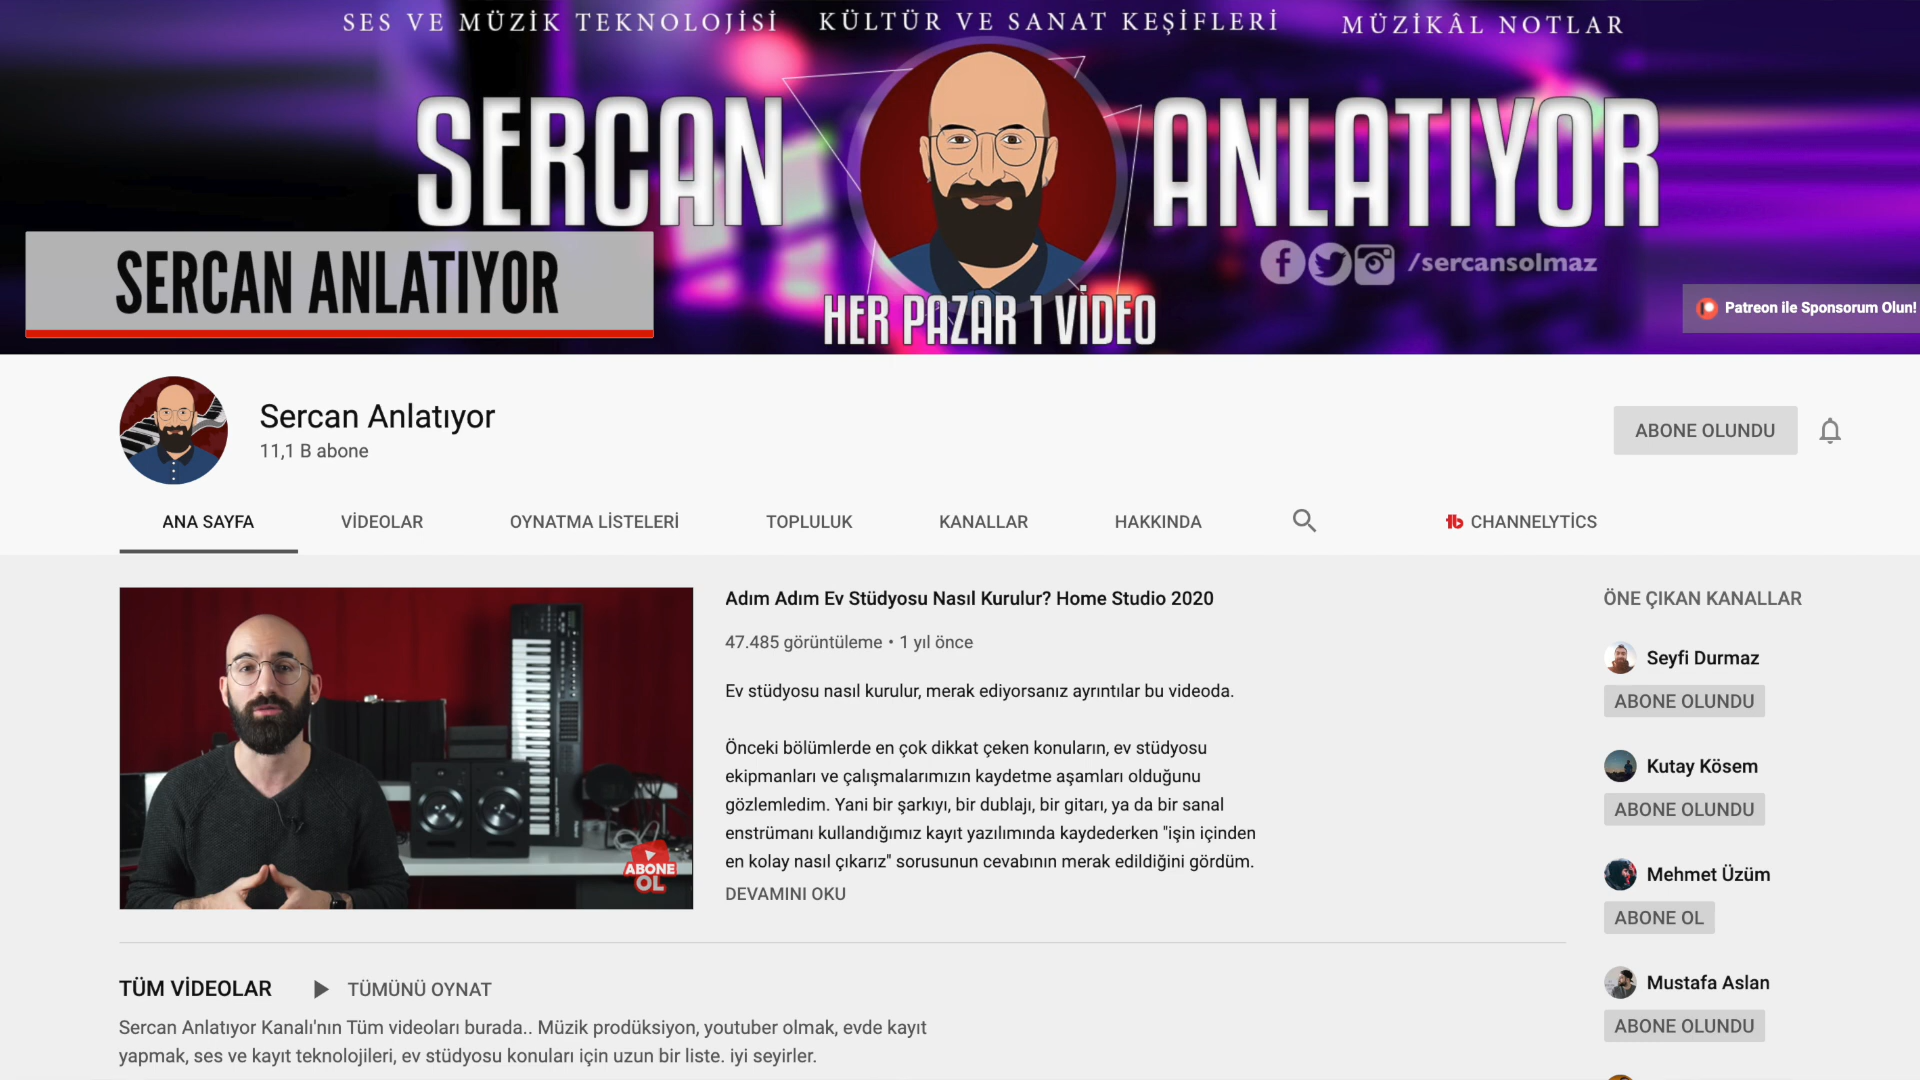 SES VE MÜZİK TEKNOLOJİSİ
KÜLTÜR VE SANAT KEŞİFLERİ
MÜZİKÂL NOTLAR
SERCAN
ANLATIYOR
/sercansolmaz
HER PAZAR 1 VİDEO
SERCAN ANLATIYOR
Patreon ile Sponsorum Olun!
Sercan Anlatıyor
11,1 B abone
ABONE OLUNDU
ANA SAYFA
VİDEOLAR
OYNATMA LİSTELERİ
TOPLULUK
KANALLAR
HAKKINDA
CHANNELYTİCS
ABONE
OL
Adım Adım Ev Stüdyosu Nasıl Kurulur? Home Studio 2020
47.485 görüntüleme • 1 yıl önce
Ev stüdyosu nasıl kurulur, merak ediyorsanız ayrıntılar bu videoda.
Önceki bölümlerde en çok dikkat çeken konuların, ev stüdyosu
ekipmanları ve çalışmalarımızın kaydetme aşamları olduğunu
gözlemledim. Yani bir şarkıyı, bir dublajı, bir gitarı, ya da bir sanal
enstrümanı kullandığımız kayıt yazılımında kaydederken "işin içinden
en kolay nasıl çıkarız" sorusunun cevabının merak edildiğini gördüm.
DEVAMINI OKU
ÖNE ÇIKAN KANALLAR
Seyfi Durmaz
ABONE OLUNDU
Kutay Kösem
ABONE OLUNDU
Mehmet Üzüm
ABONE OL
Mustafa Aslan
ABONE OLUNDU
TÜM VİDEOLAR
TÜMÜNÜ OYNAT
Sercan Anlatıyor Kanalı'nın Tüm videoları burada.. Müzik prodüksiyon, youtuber olmak, evde kayıt
yapmak, ses ve kayıt teknolojileri, ev stüdyosu konuları için uzun bir liste. iyi seyirler.